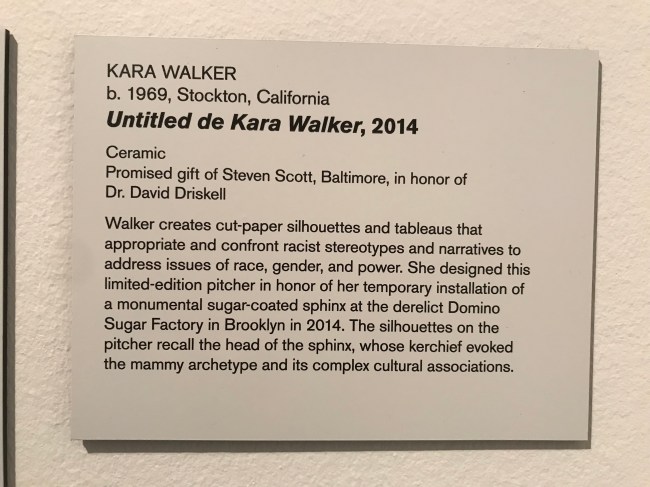 KARA WALKER
b. 1969, Stockton, California
Untitled de Kara Walker, 2014
Ceramic
Promised gift of Steven Scott, Baltimore, in honor of
Dr. David Driskell
Walker creates cut-paper silhouettes and tableaus that
appropriate and confront racist stereotypes and narratives to
address issues of race, gender, and power. She designed this
limited-edition pitcher in honor of her temporary installation of
a monumental sugar-coated sphinx at the derelict Domino
Sugar Factory in Brooklyn in 2014. The silhouettes on the
pitcher recall the head of the sphinx, whose kerchief evoked
the mammy archetype and its complex cultural associations.